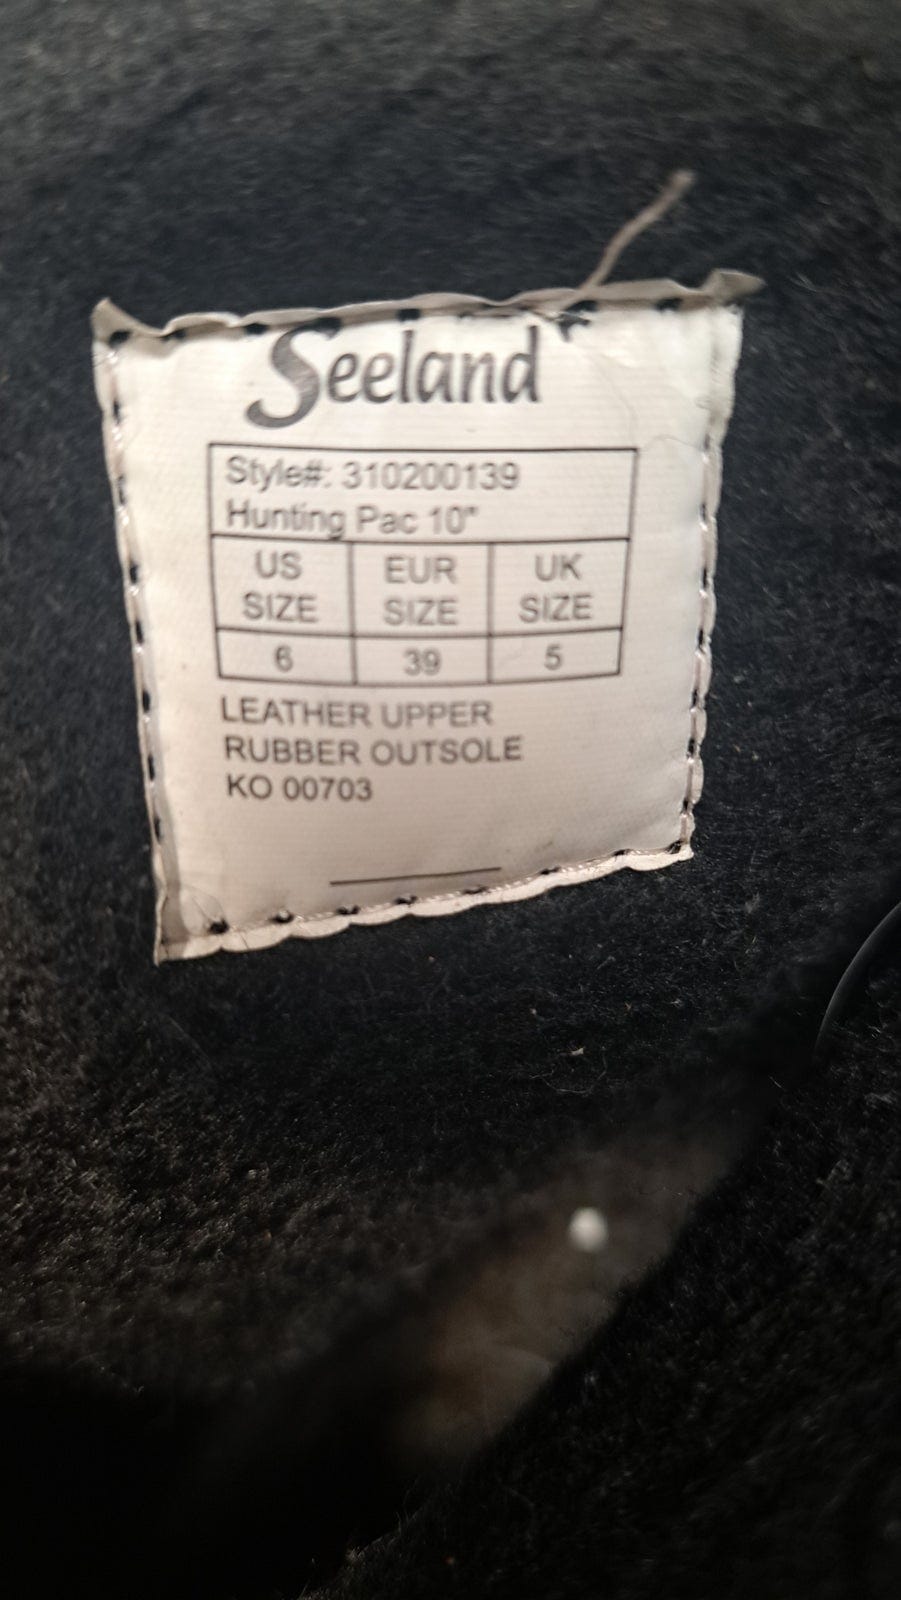 Seeland
Style#: 310200139
Hunting Pac 10"
US SIZE EUR SIZE UK SIZE
6 39 5
LEATHER UPPER
RUBBER OUTSOLE
KO 00703